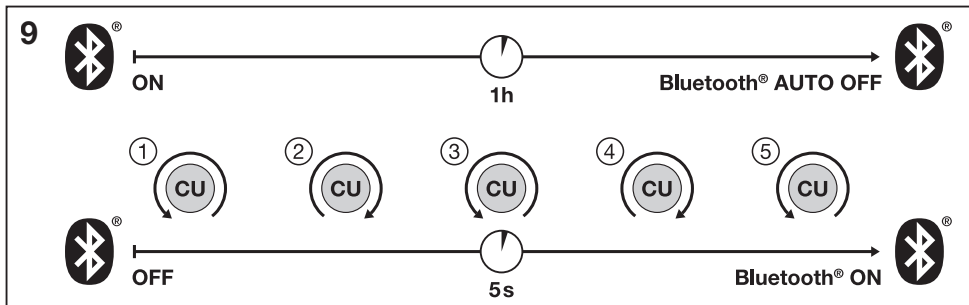 9
® ®
ON 1h Bluetooth® AUTO OFF
1 2 3 4 5
CU CU CU CU CU
® ®
OFF 5s Bluetooth® ON